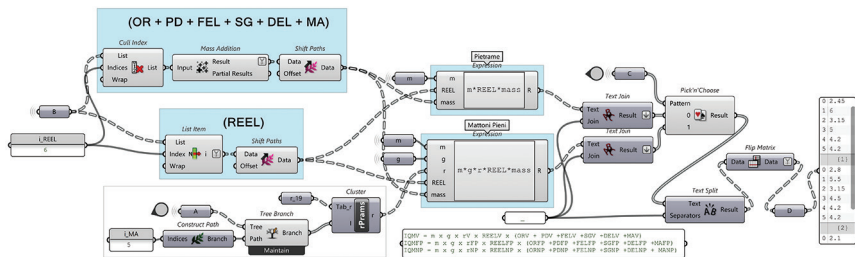 (OR + PD + FEL + SG + DEL + MA)
Cull Index
List
Indices
Wrap
List
Mass Addition
Input
Result
Partial Results
Shift Paths
Data
Offset
Data
B
i_REEL
6
(REEL)
List Item
List
Index
Wrap
i
Shift Paths
Data
Offset
Data
A
r_19
i_MA
5
Construct Path
Indices
Branch
Tree Branch
Tree
Path
Branch
Maintain
Cluster
Tab_r
i
rPrams
r
Pietrame
Expression
m
m
REEL
mass
m*REEL*mass
R
Mattoni Pieni
Expression
m
g
m
g
r
REEL
mass
m*g*r*REEL*mass
R
Text Join
Text
Join
Result
Text Join
Text
Join
Result
_
C
Pick'n'Choose
Pattern
0
1
Result
Text Split
Text
Separators
Result
Flip Matrix
Data
Data
D
0 2.45
1 6
2 3.15
3 5
4 4.2
5 4.2
(1)
0 2.8
1 5.5
2 3.15
3 4.5
4 4.2
5 4.2
(2)
0 2.1
IQMV = m x g x rV x REELV x (ORV + PDV +FELV +SGV +DELV +MAV)
IQMFP = m x g x rFP x REELFP x (ORFP +PDFP +FELFP +SGFP +DELFP +MAFP)
IQMNP = m x g x rNP x REELNP x (ORNP +PDNP +FELNP +SGNP +DELNP + MANP)